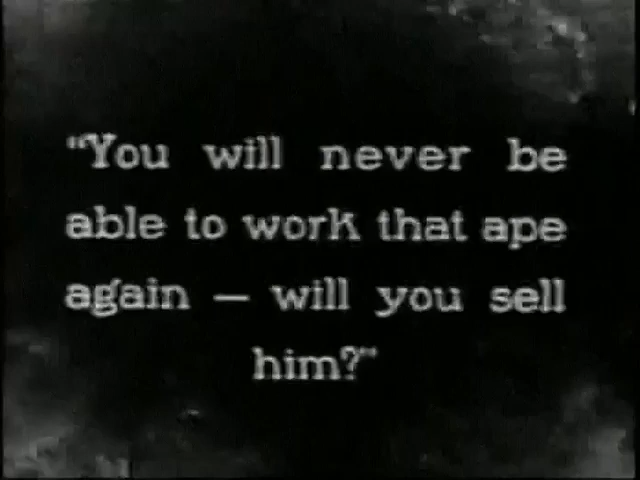 "You will never be
able to work that ape
again — will you sell
him?"